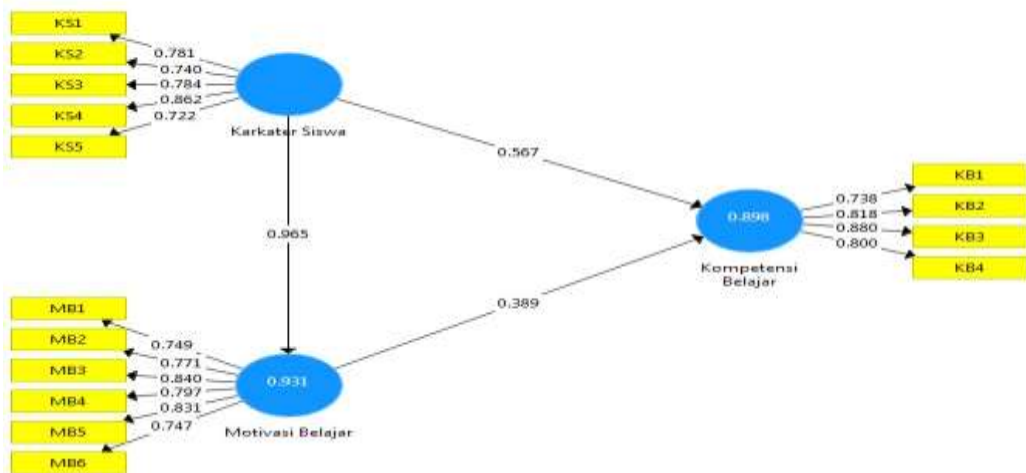 KS1
KS2
KS3
KS4
KS5
0.781
0.740
0.784
0.862
0.722
Karkater Siswa
0.567
0.965
0.898
Kompetensi
Belajar
0.738
0.818
0.880
0.800
KB1
KB2
KB3
KB4
0.389
MB1
MB2
MB3
MB4
MB5
MB6
0.749
0.771
0.840
0.797
0.831
0.747
0.931
Motivasi Belajar